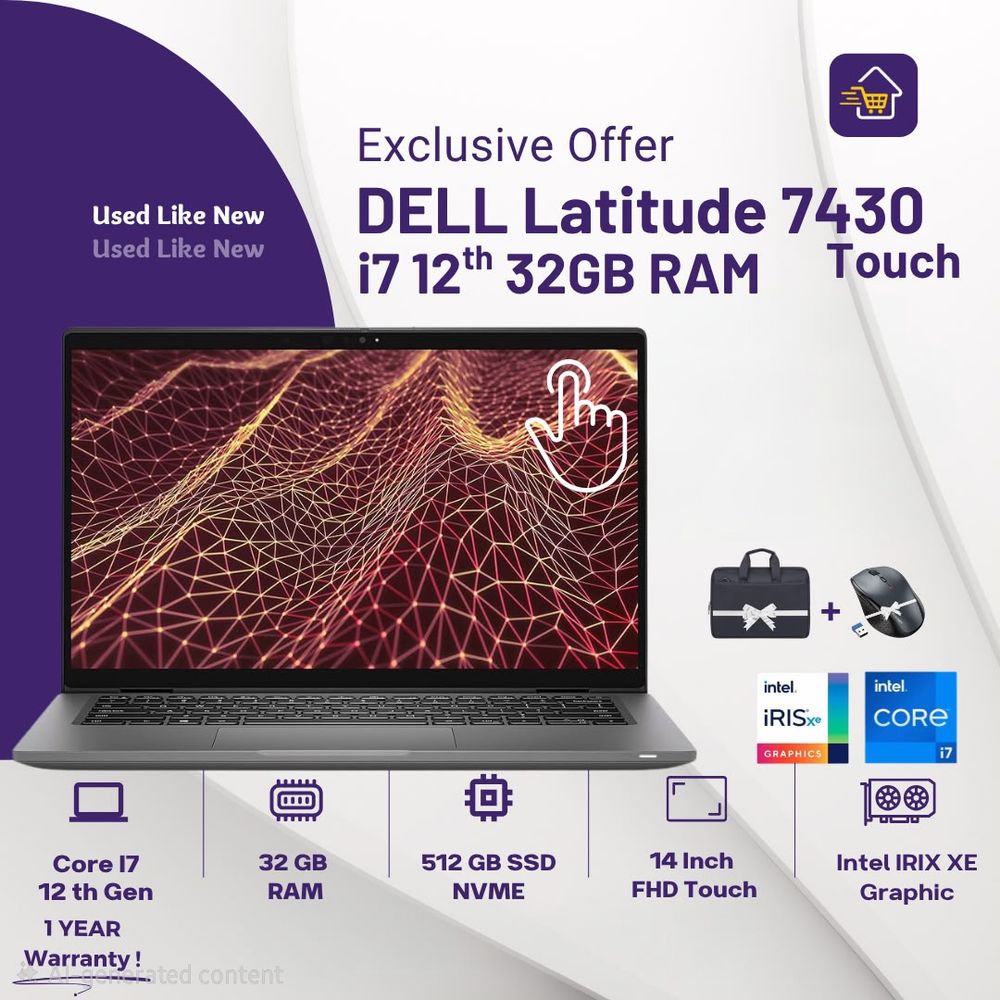 Exclusive Offer
DELL Latitude 7430
Touch
i7 12th 32GB RAM
Used Like New
Used Like New
intel.
iRISxe
GRAPHICS
intel.
CORE
i7
Core I7
12 th Gen
32 GB
RAM
512 GB SSD
NVME
14 Inch
FHD Touch
Intel IRIX XE
Graphic
1 YEAR
Warranty !
AI-generated content